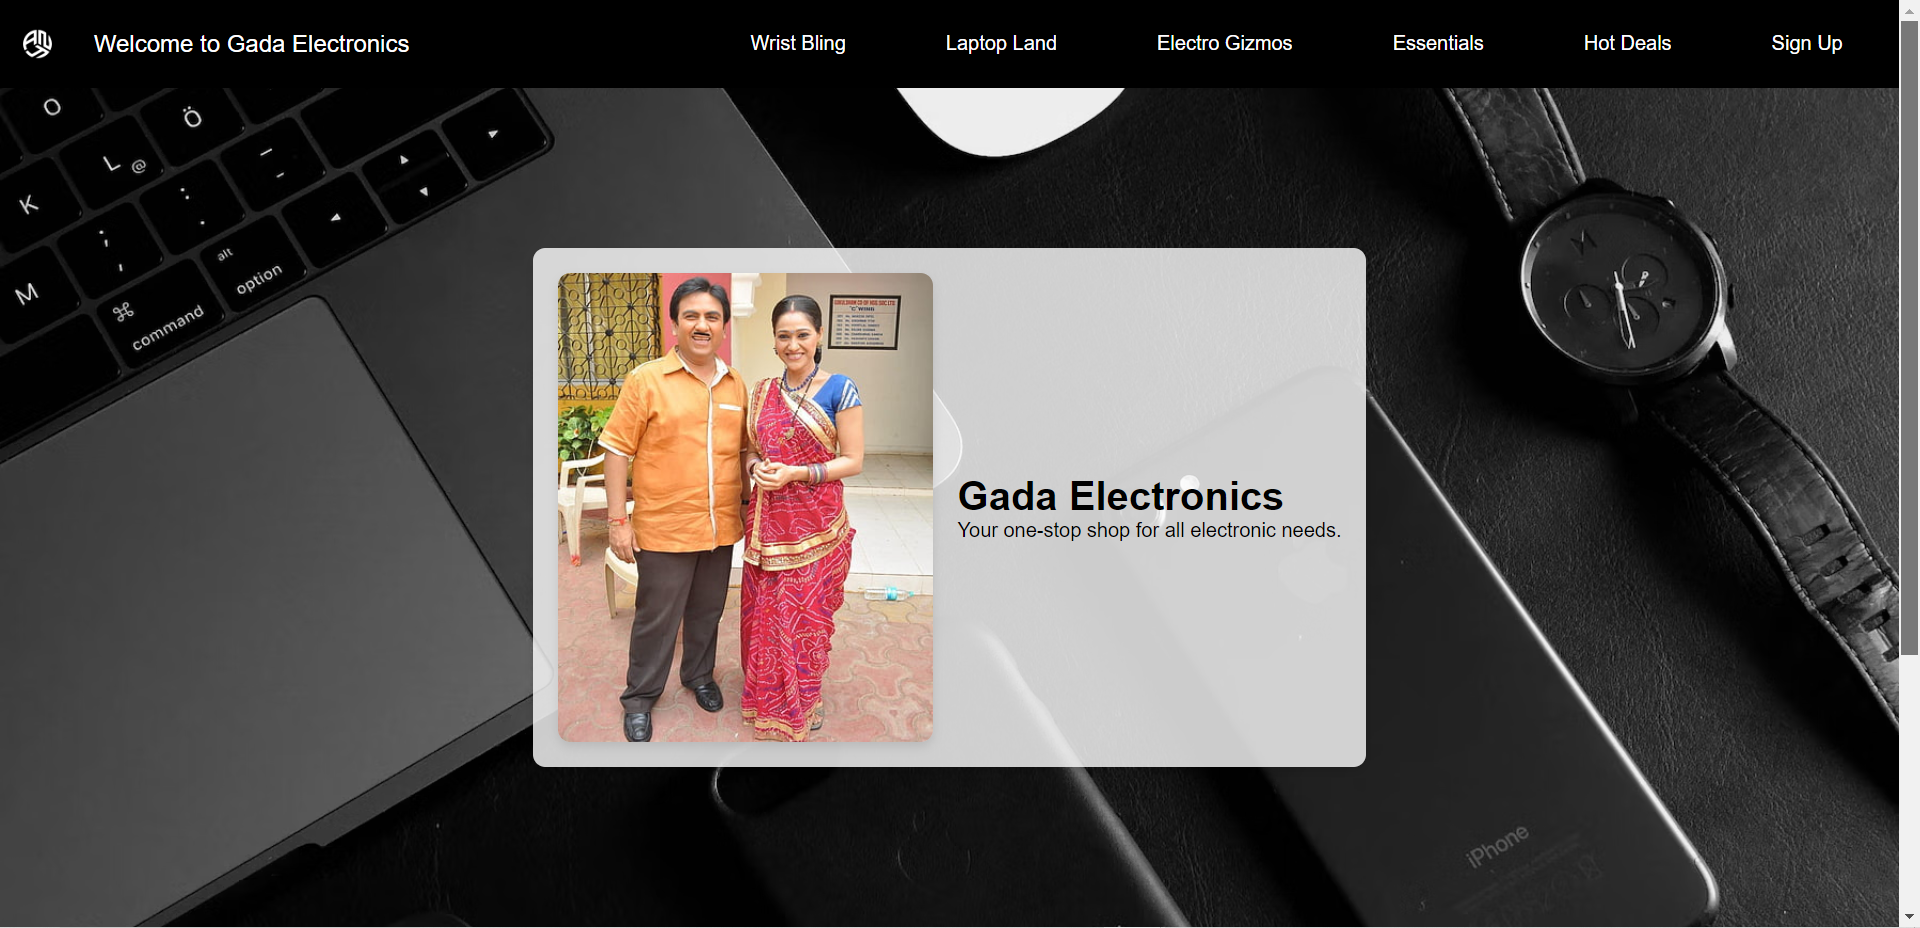 Welcome to Gada Electronics
Wrist Bling
Laptop Land
Electro Gizmos
Essentials
Hot Deals
Sign Up
O
Ö
L @
K
M
alt
option
⌘
command
Gada Electronics
Your one-stop shop for all electronic needs.
iPhone